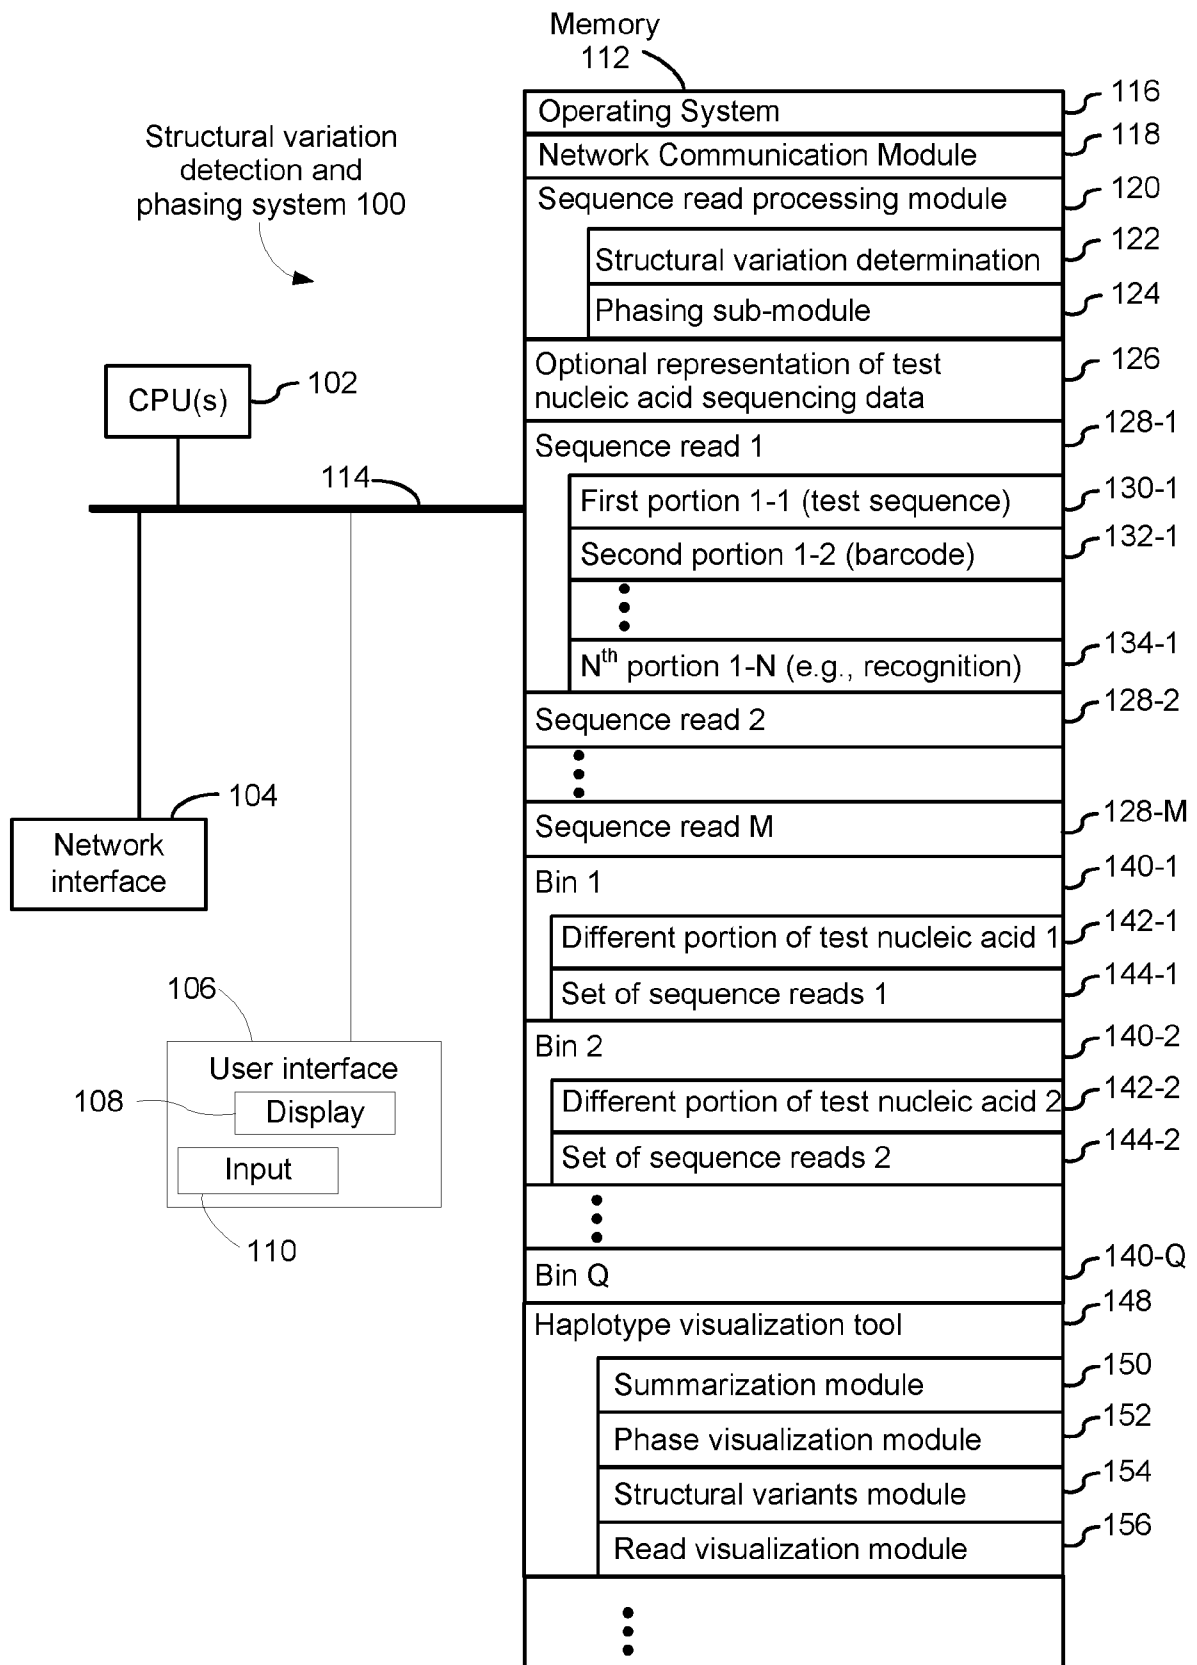 Memory
112
Structural variation
detection and
phasing system 100
CPU(s)
102
114
104
Network
interface
106
User interface
108
Display
Input
110
Operating System
116
Network Communication Module
118
Sequence read processing module
120
Structural variation determination
122
Phasing sub-module
124
Optional representation of test
nucleic acid sequencing data
126
Sequence read 1
128-1
First portion 1-1 (test sequence)
130-1
Second portion 1-2 (barcode)
132-1
Nth portion 1-N (e.g., recognition)
134-1
Sequence read 2
128-2
Sequence read M
128-M
Bin 1
140-1
Different portion of test nucleic acid 1
142-1
Set of sequence reads 1
144-1
Bin 2
140-2
Different portion of test nucleic acid 2
142-2
Set of sequence reads 2
144-2
Bin Q
140-Q
Haplotype visualization tool
148
Summarization module
150
Phase visualization module
152
Structural variants module
154
Read visualization module
156